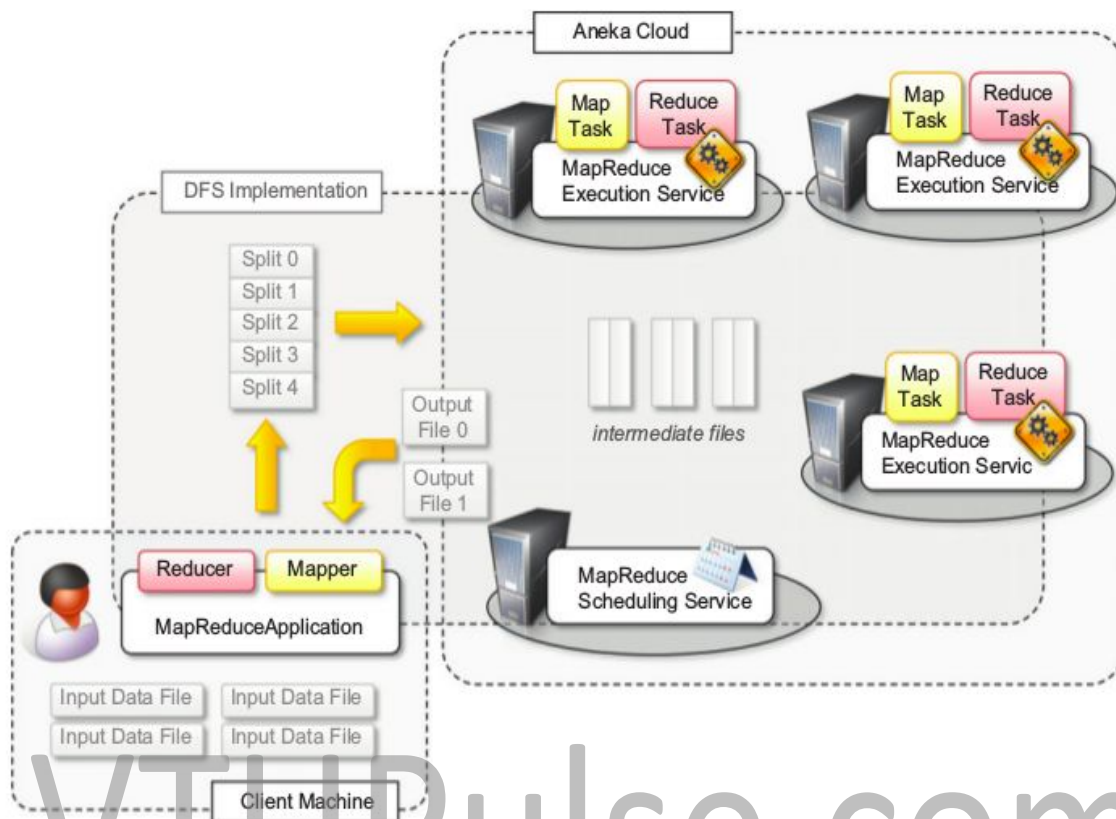 Aneka Cloud
Map
Task
Reduce
Task
MapReduce
Execution Service
Map
Task
Reduce
Task
MapReduce
Execution Service
DFS Implementation
Split 0
Split 1
Split 2
Split 3
Split 4
Output
File 0
Output
File 1
intermediate files
Map
Task
Reduce
Task
MapReduce
Execution Servic
MapReduce
Scheduling Service
Reducer
Mapper
MapReduceApplication
Input Data File
Input Data File
Input Data File
Input Data File
Client Machine
VTUPulse.com